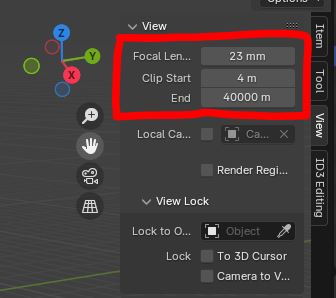 Options
View
Focal Len...
23 mm
Clip Start
4 m
End
40000 m
Local Ca...
Ca...
Render Regi...
View Lock
Lock to O...
Object
Lock
To 3D Cursor
Camera to V...
Item
Tool
View
ID3 Editing
Z
Y
X